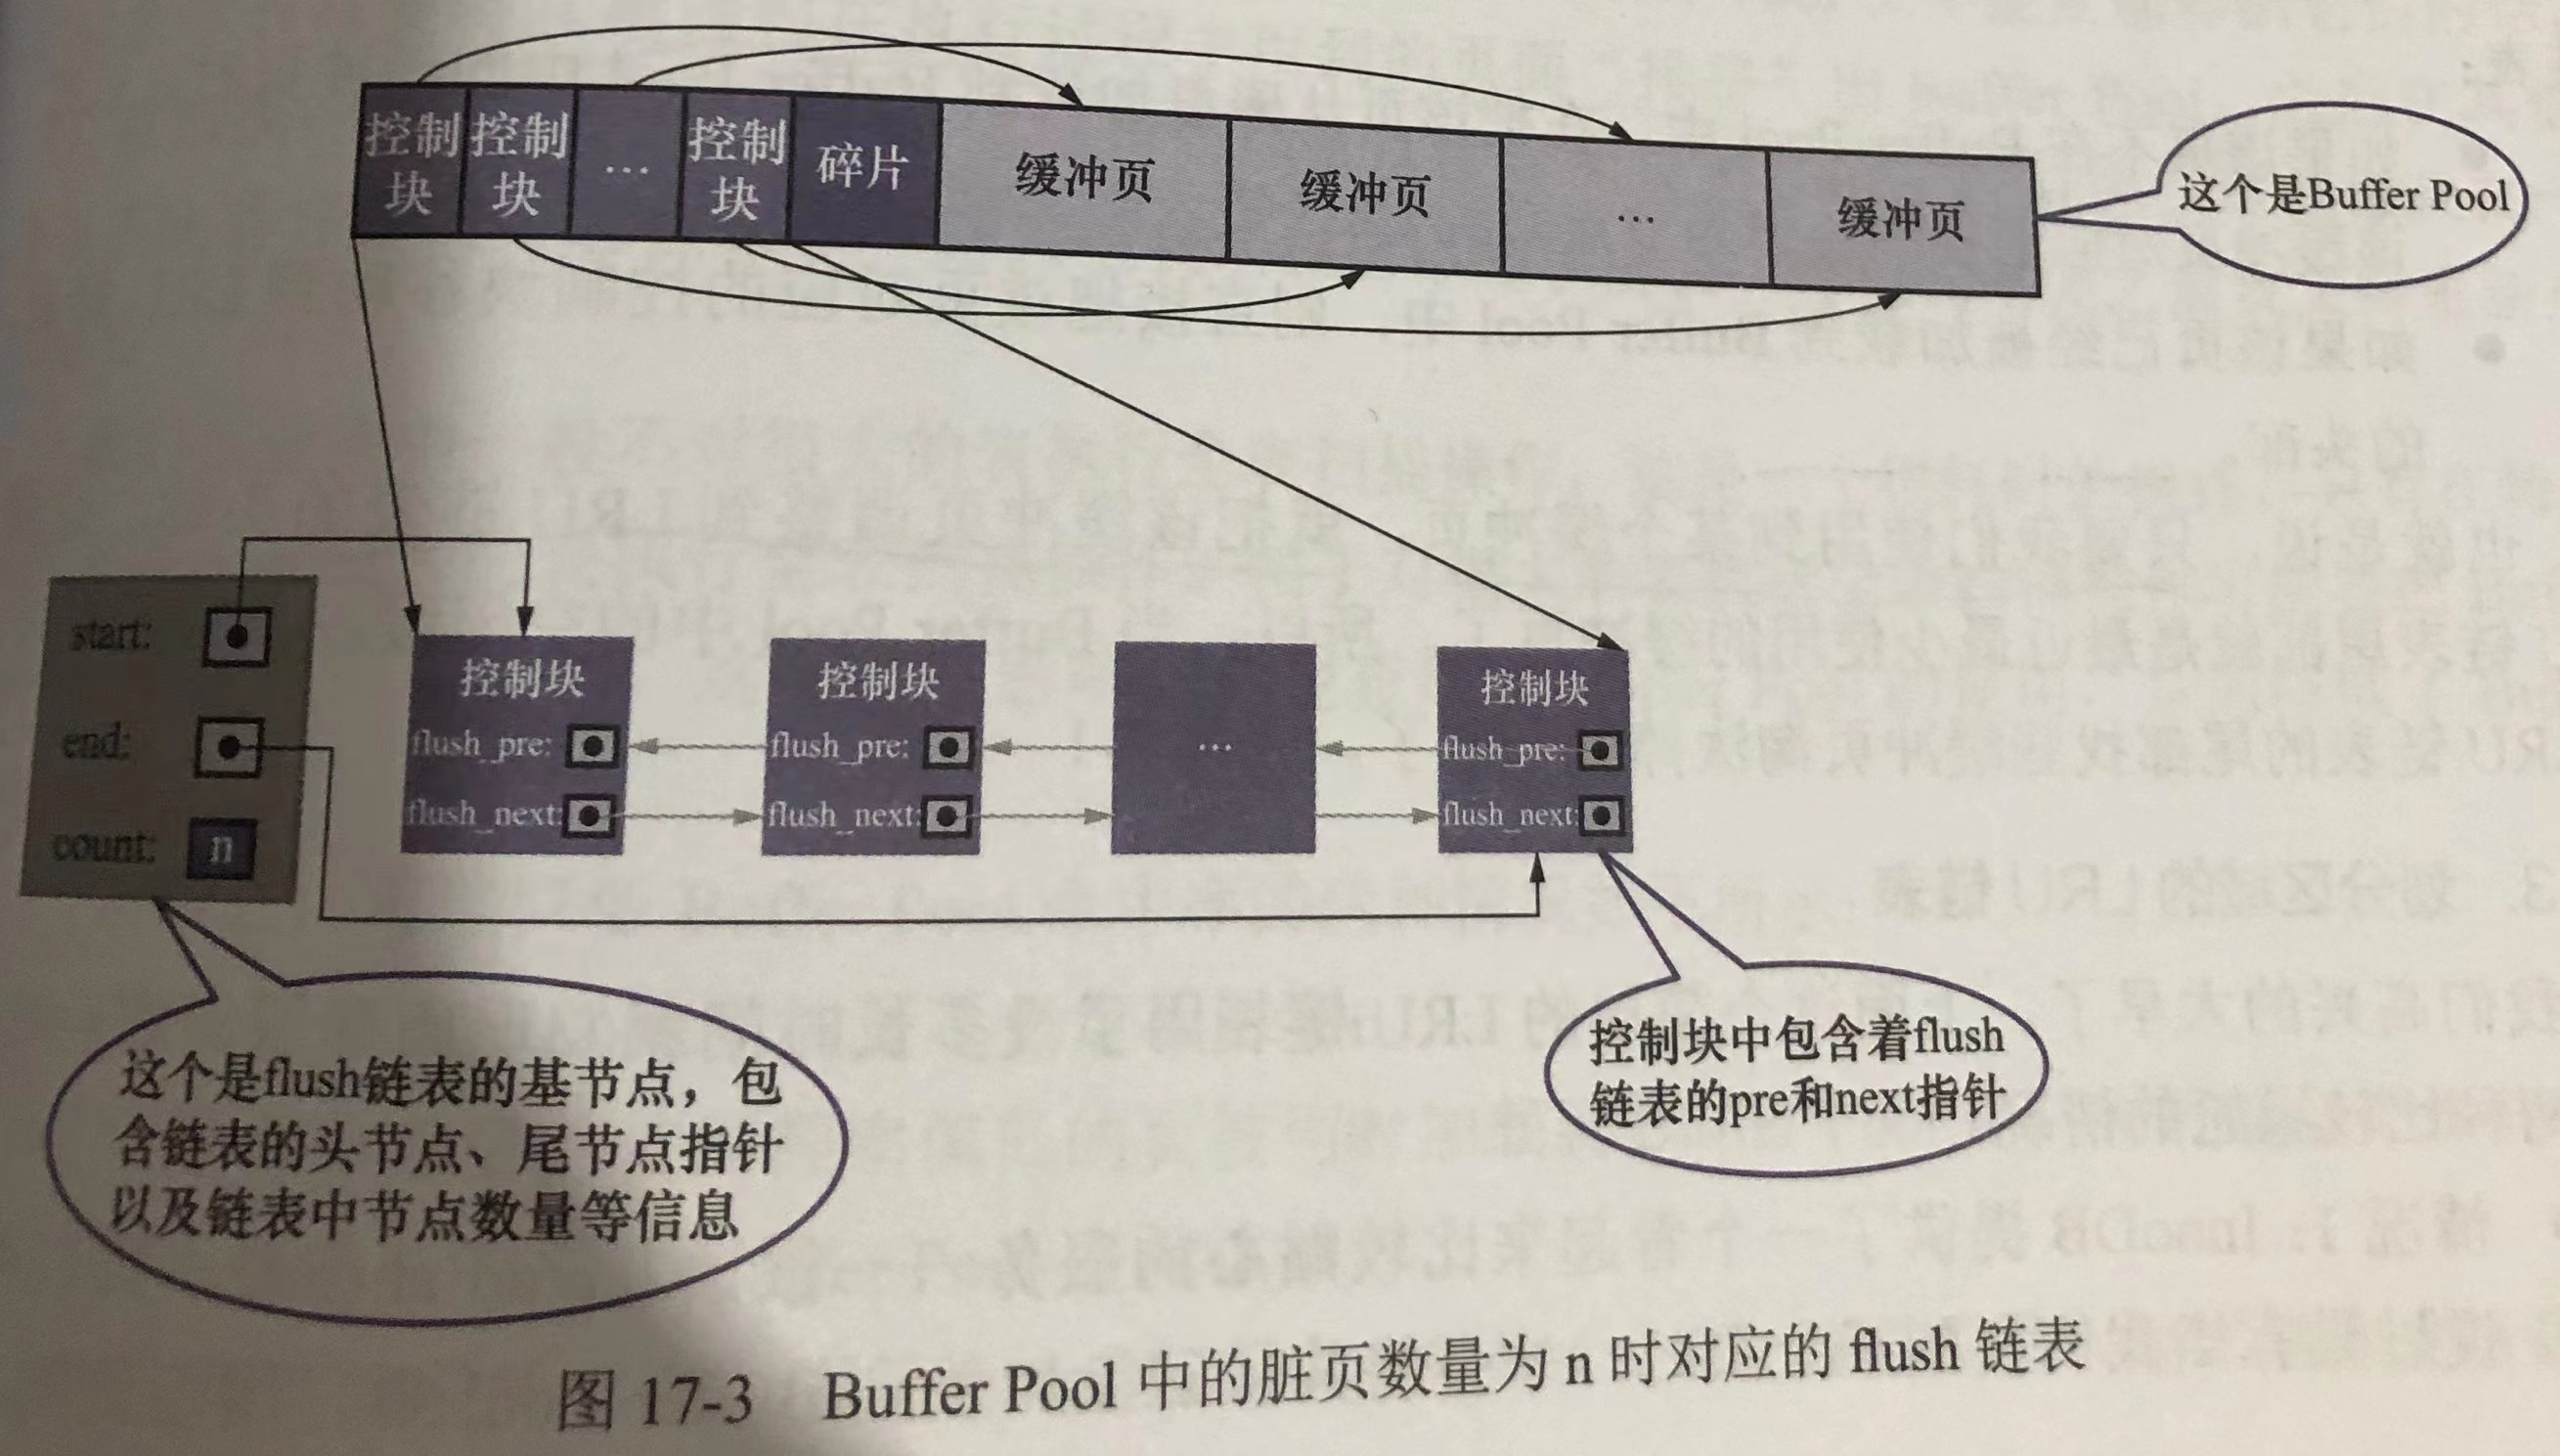 控制块 控制块 … 控制块 碎片 缓冲页 缓冲页 … 缓冲页
这个是Buffer Pool
start:
end:
count: n
控制块
flush_pre:
flush_next:
控制块
flush_pre:
flush_next:
…
控制块
flush_pre:
flush_next:
这个是flush链表的基节点，包
含链表的头节点、尾节点指针
以及链表中节点数量等信息
控制块中包含着flush
链表的pre和next指针
图 17-3 Buffer Pool 中的脏页数量为 n 时对应的 flush 链表